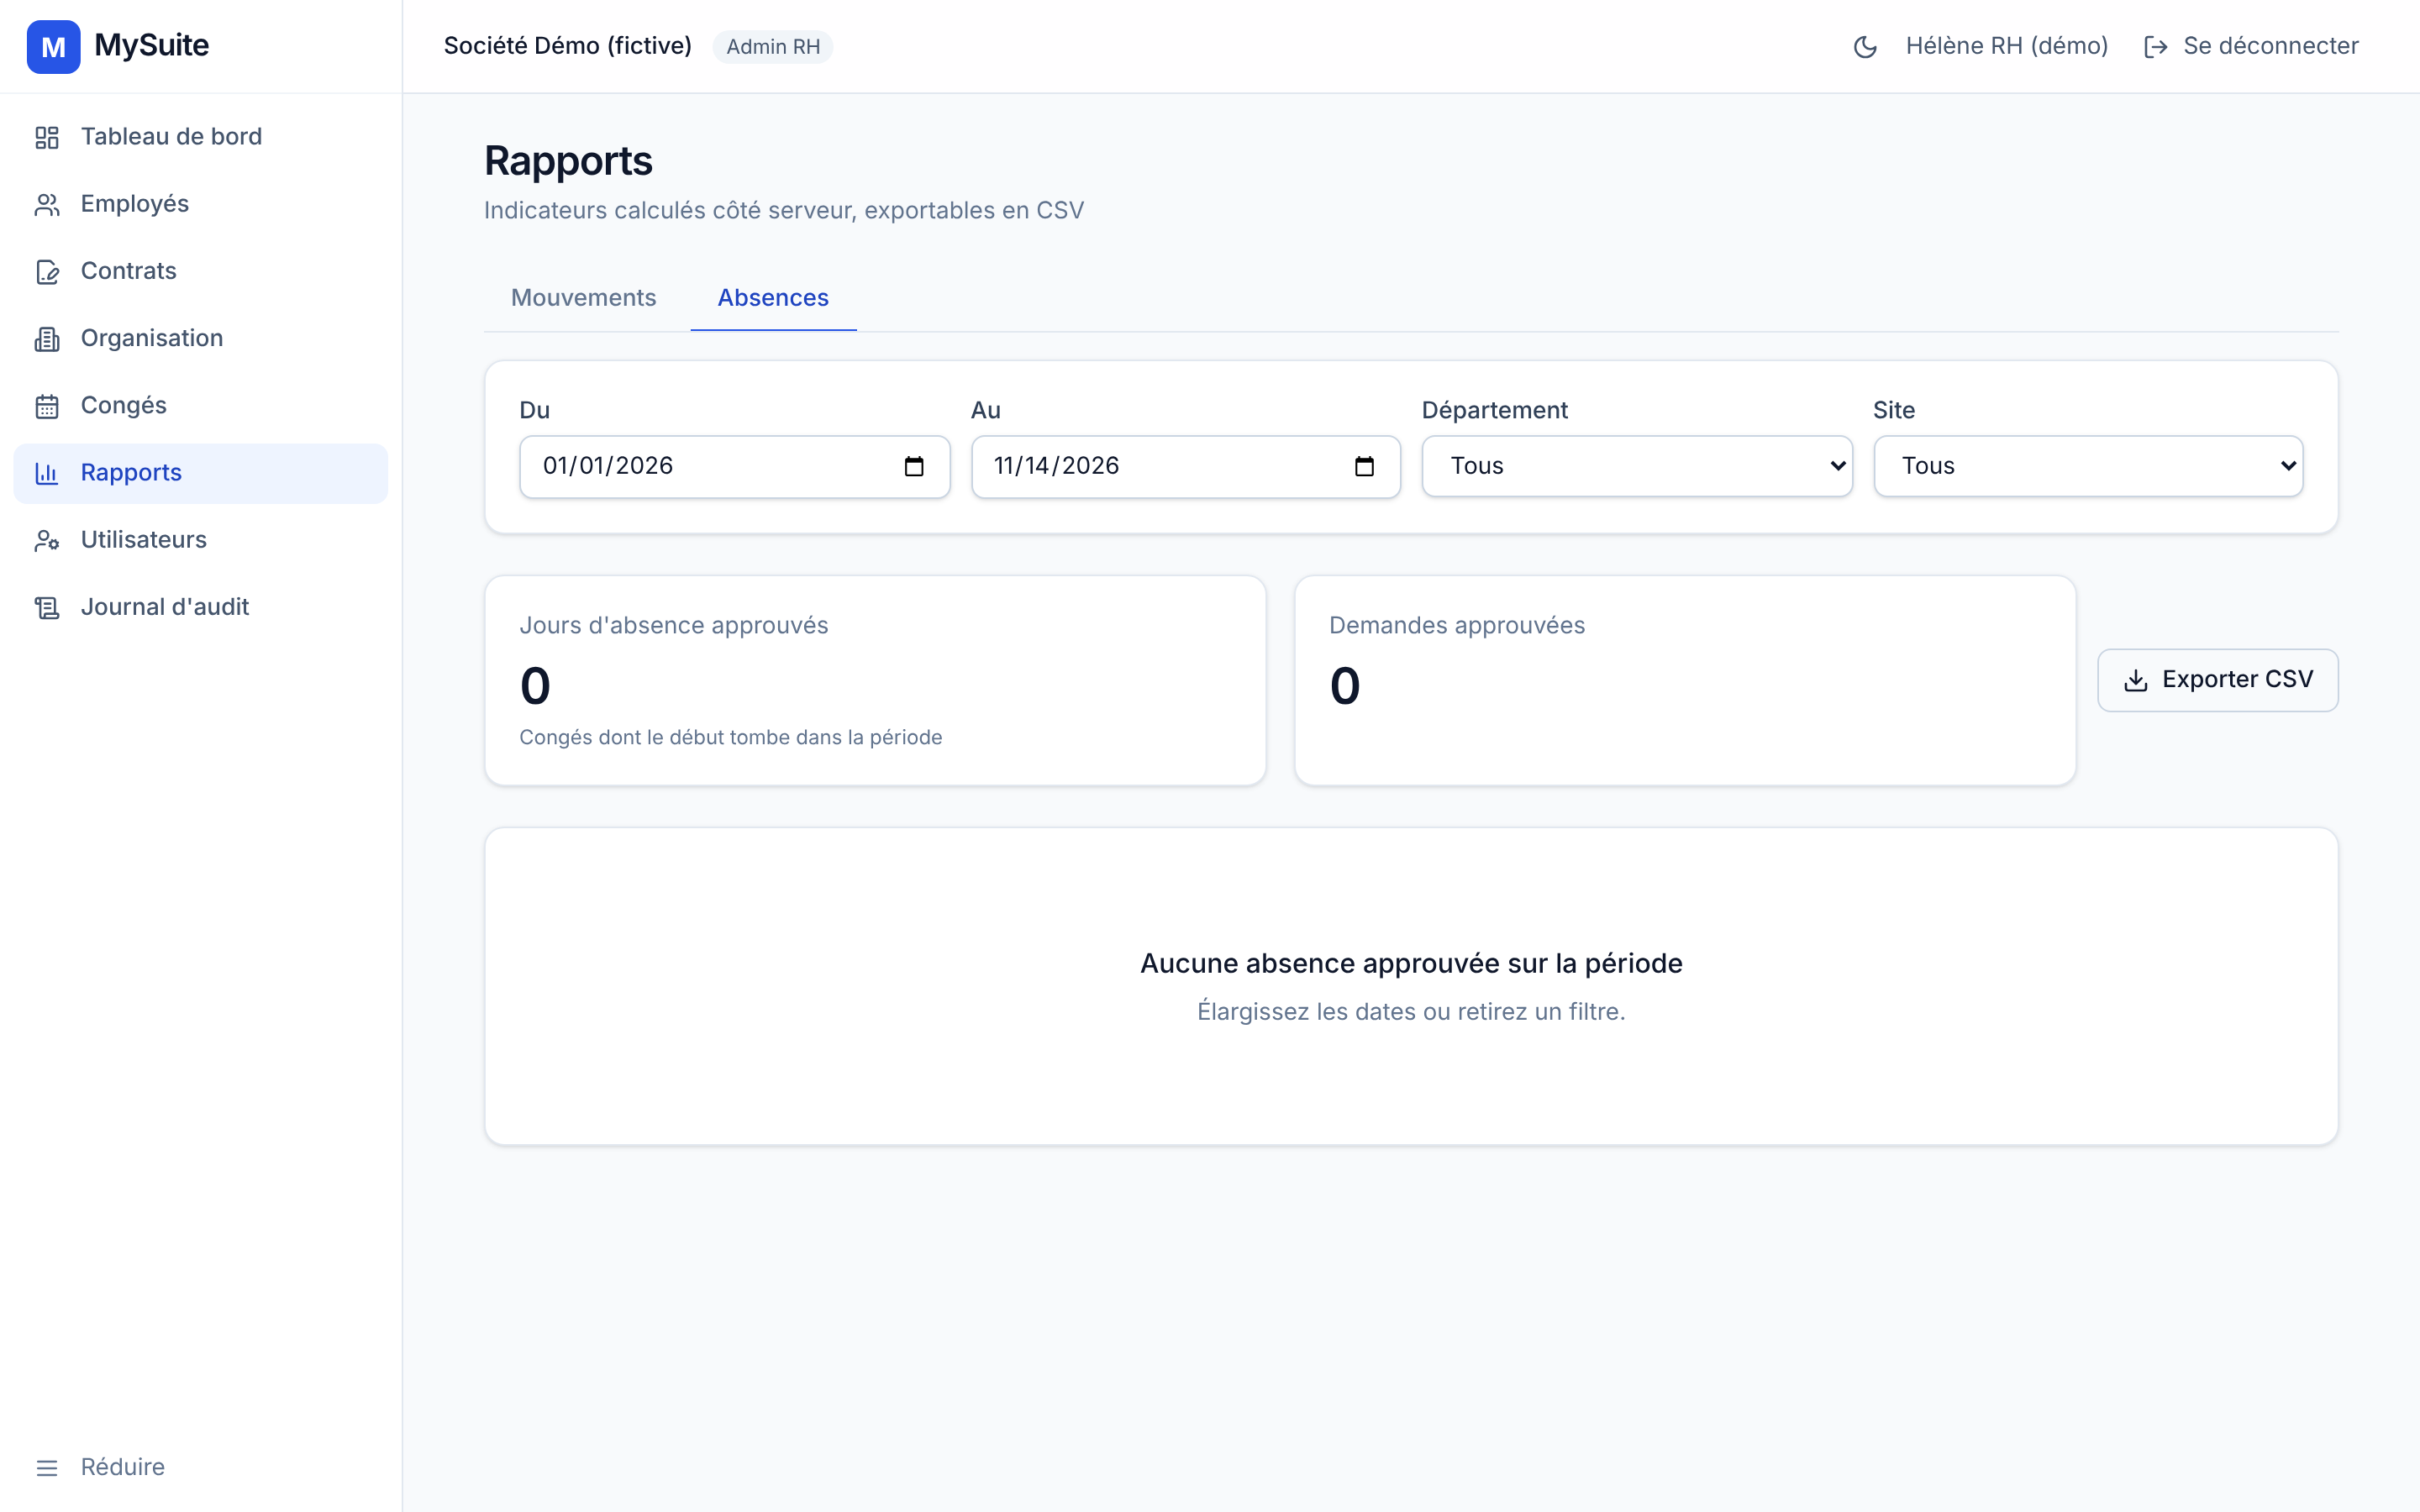 M MySuite
Société Démo (fictive) Admin RH Hélène RH (démo) Se déconnecter
Tableau de bord
Employés
Contrats
Organisation
Congés
Rapports
Utilisateurs
Journal d'audit
Réduire
Rapports
Indicateurs calculés côté serveur, exportables en CSV
Mouvements Absences
Du Au Département Site
01/01/2026 11/14/2026 Tous Tous
Jours d'absence approuvés
0
Congés dont le début tombe dans la période
Demandes approuvées
0
Exporter CSV
Aucune absence approuvée sur la période
Élargissez les dates ou retirez un filtre.